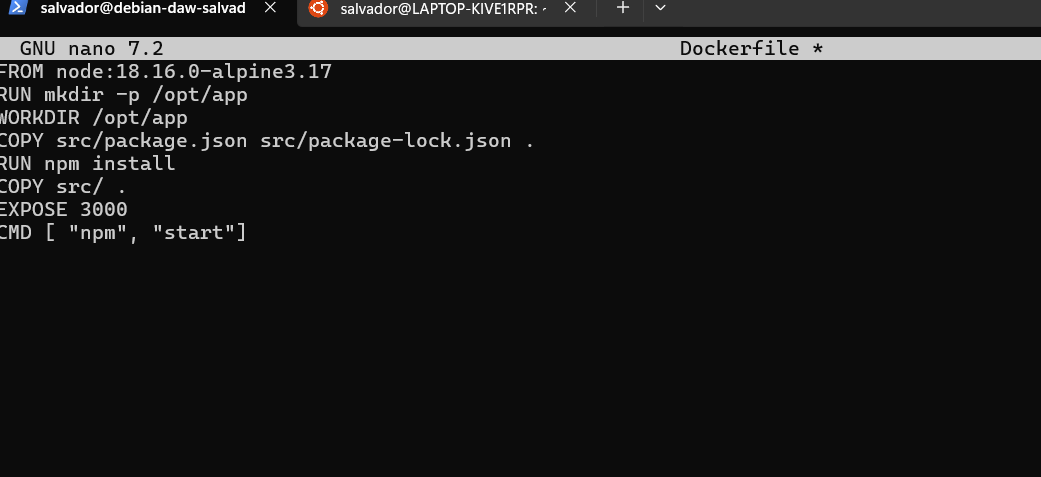 salvador@debian-daw-salvad
salvador@LAPTOP-KIVE1RPR: ~
GNU nano 7.2 Dockerfile *
FROM node:18.16.0-alpine3.17
RUN mkdir -p /opt/app
WORKDIR /opt/app
COPY src/package.json src/package-lock.json .
RUN npm install
COPY src/ .
EXPOSE 3000
CMD [ "npm", "start"]